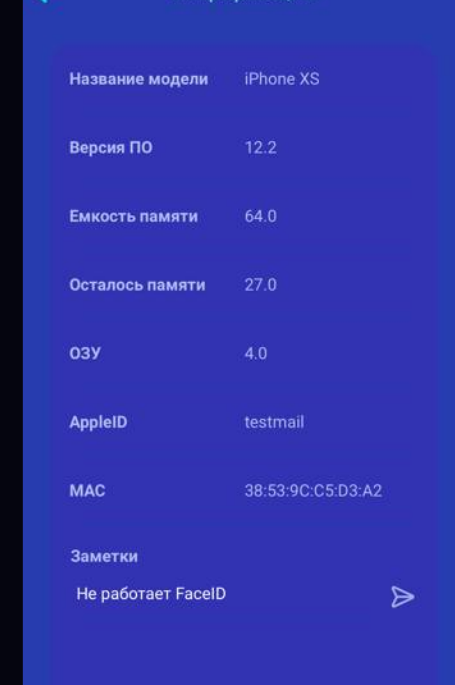 Название модели iPhone XS
Версия ПО 12.2
Емкость памяти 64.0
Осталось памяти 27.0
ОЗУ 4.0
AppleID testmail
MAC 38:53:9C:C5:D3:A2
Заметки
Не работает FaceID